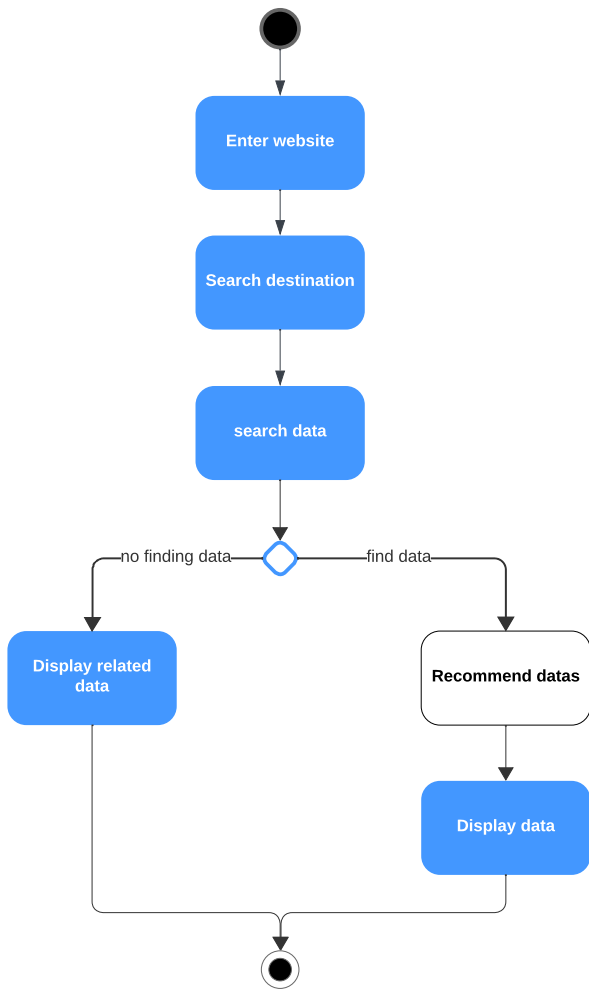 Enter website
Search destination
search data
no finding data
find data
Display related
data
Recommend datas
Display data